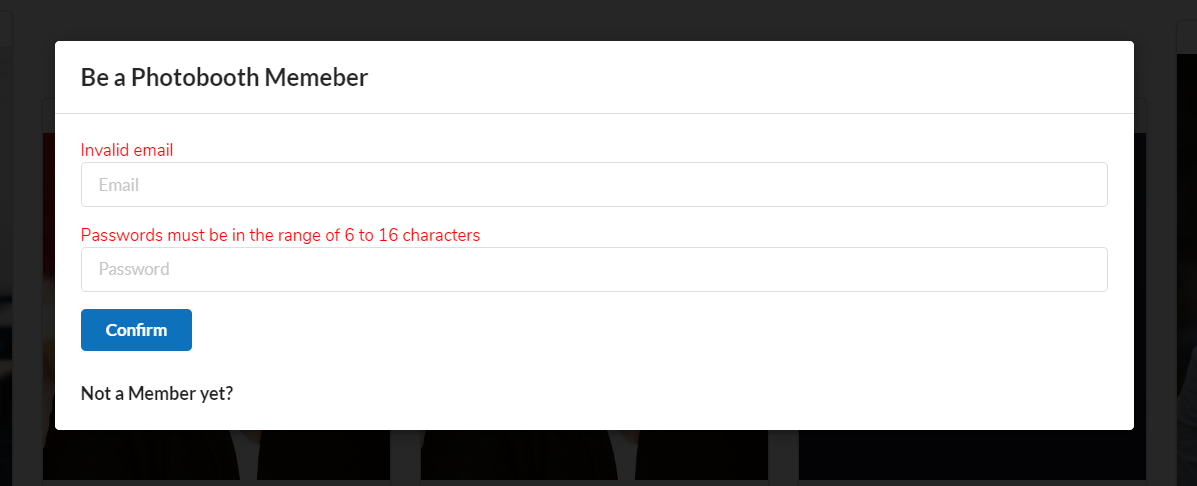 Be a Photobooth Memeber
Invalid email
Email
Passwords must be in the range of 6 to 16 characters
Password
Confirm
Not a Member yet?